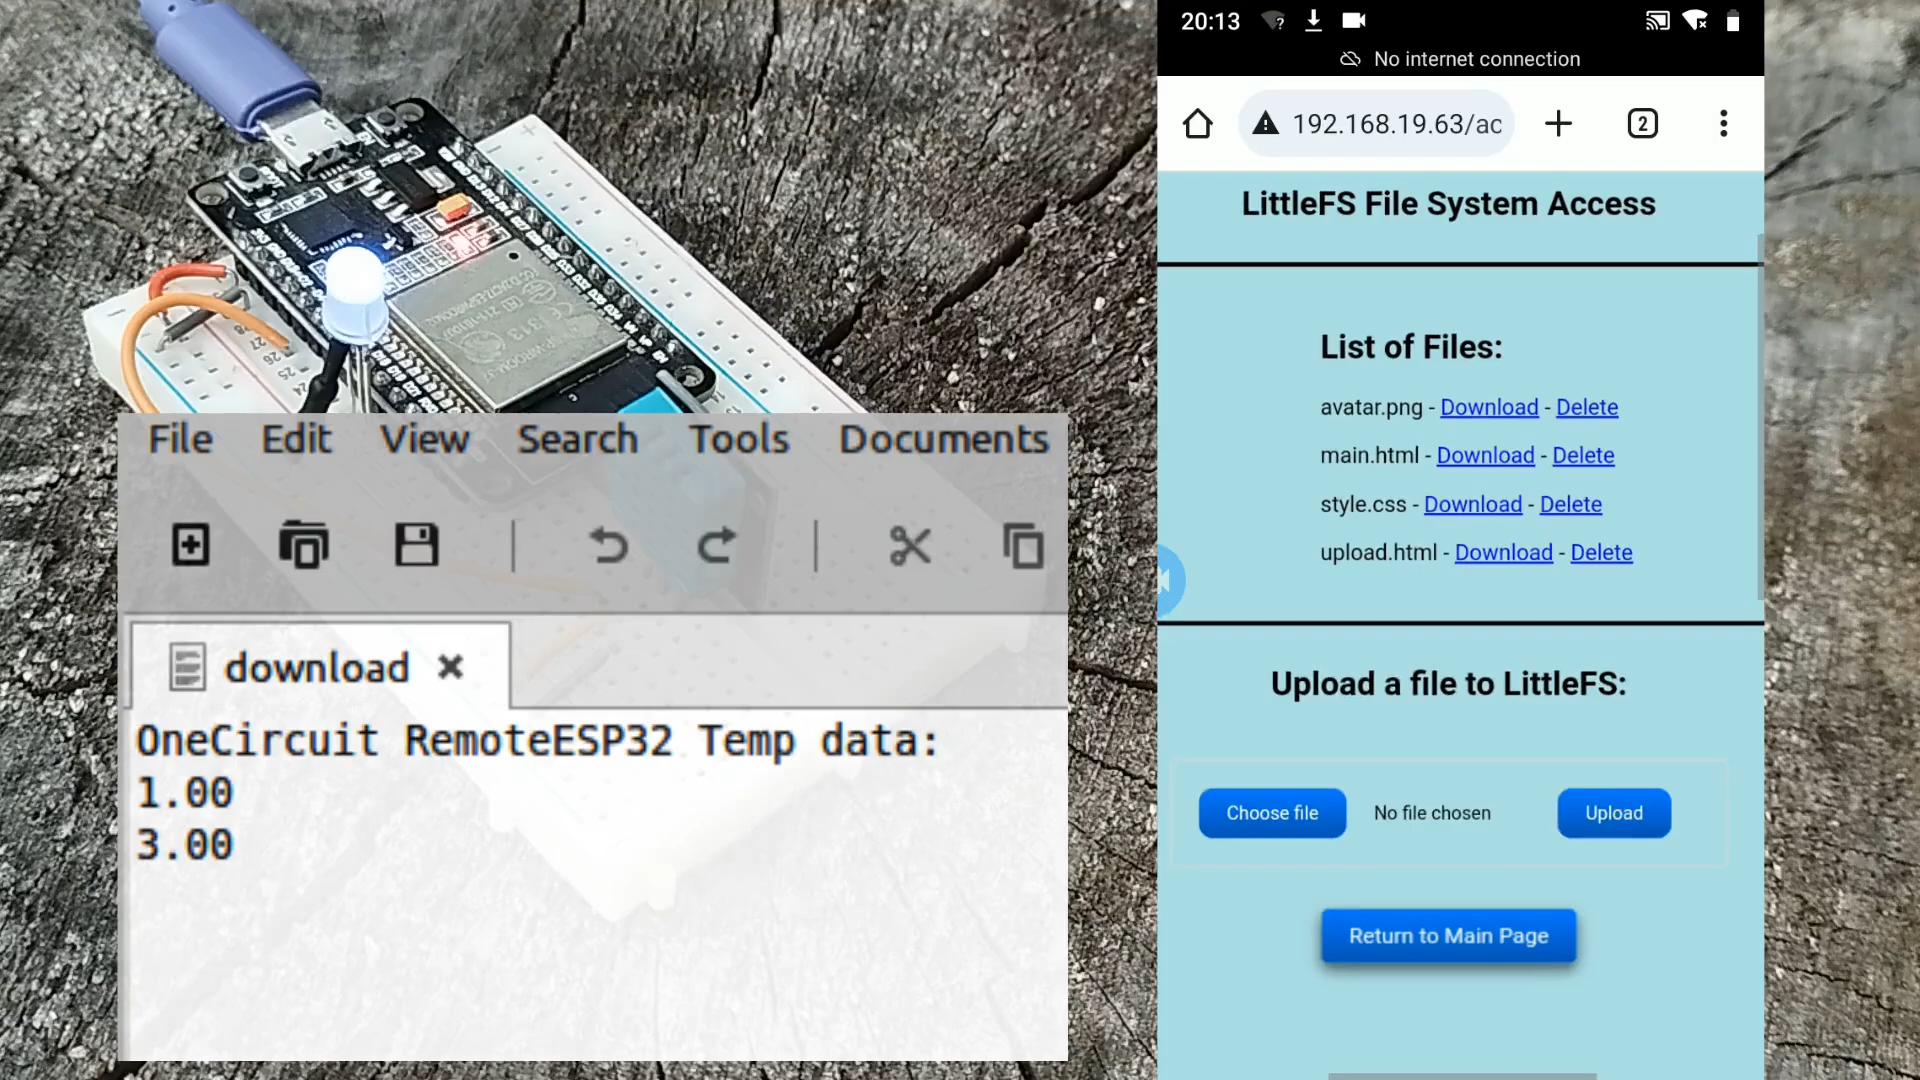 File Edit View Search Tools Documents
download
OneCircuit RemoteESP32 Temp data:
1.00
3.00
20:13
No internet connection
192.168.19.63/ac
2
LittleFS File System Access
List of Files:
avatar.png - Download - Delete
main.html - Download - Delete
style.css - Download - Delete
upload.html - Download - Delete
Upload a file to LittleFS:
Choose file No file chosen Upload
Return to Main Page